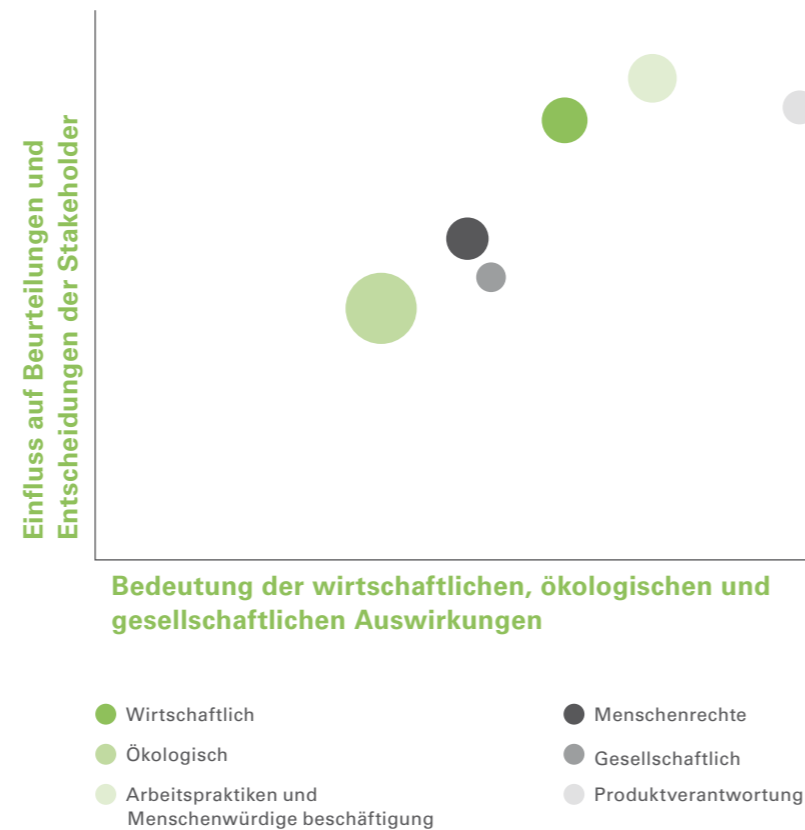 Einfluss auf Beurteilungen und
Entscheidungen der Stakeholder
Bedeutung der wirtschaftlichen, ökologischen und
gesellschaftlichen Auswirkungen
Wirtschaftlich
Ökologisch
Arbeitspraktiken und
Menschenwürdige beschäftigung
Menschenrechte
Gesellschaftlich
Produktverantwortung